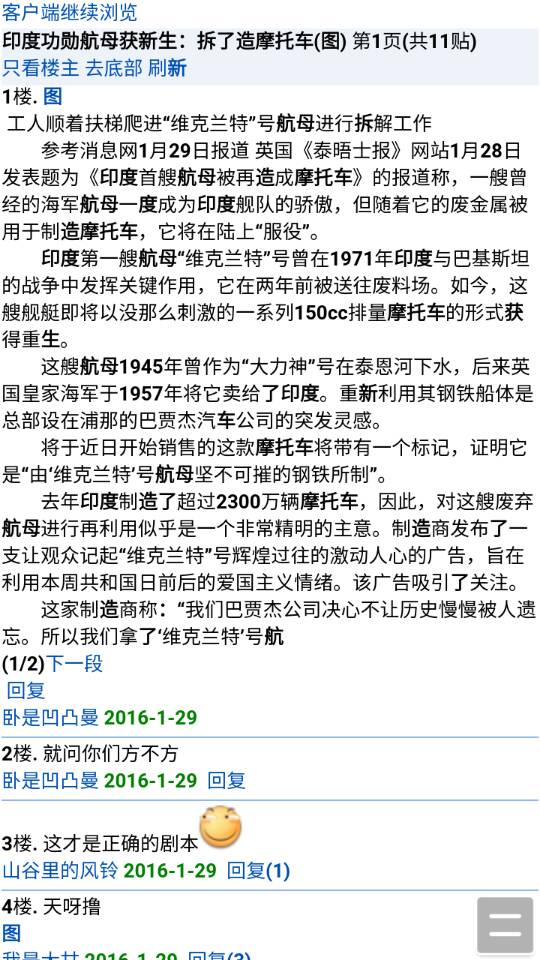 客户端继续浏览
印度功勋航母获新生：拆了造摩托车(图) 第1页(共11贴)
只看楼主 去底部 刷新
1楼. 图
工人顺着扶梯爬进“维克兰特”号航母进行拆解工作
参考消息网1月29日报道 英国《泰晤士报》网站1月28日
发表题为《印度首艘航母被再造成摩托车》的报道称，一艘曾
经的海军航母一度成为印度舰队的骄傲，但随着它的废金属被
用于制造摩托车，它将在陆上“服役”。
印度第一艘航母“维克兰特”号曾在1971年印度与巴基斯坦
的战争中发挥关键作用，它在两年前被送往废料场。如今，这
艘舰艇即将以没那么刺激的一系列150cc排量摩托车的形式获
得重生。
这艘航母1945年曾作为“大力神”号在泰恩河下水，后来英
国皇家海军于1957年将它卖给了印度。重新利用其钢铁船体是
总部设在浦那的巴贾杰汽车公司的突发灵感。
将于近日开始销售的这款摩托车将带有一个标记，证明它
是“由‘维克兰特’号航母坚不可摧的钢铁所制”。
去年印度制造了超过2300万辆摩托车，因此，对这艘废弃
航母进行再利用似乎是一个非常精明的主意。制造商发布了一
支让观众记起“维克兰特”号辉煌过往的激动人心的广告，旨在
利用本周共和国日前后的爱国主义情绪。该广告吸引了关注。
这家制造商称：“我们巴贾杰公司决心不让历史慢慢被人遗
忘。所以我们拿了‘维克兰特’号航
(1/2)下一段
回复
卧是凹凸曼 2016-1-29
2楼. 就问你们方不方
卧是凹凸曼 2016-1-29 回复
3楼. 这才是正确的剧本
山谷里的风铃 2016-1-29 回复(1)
4楼. 天呀撸
图
2016-1-29 回复(3)